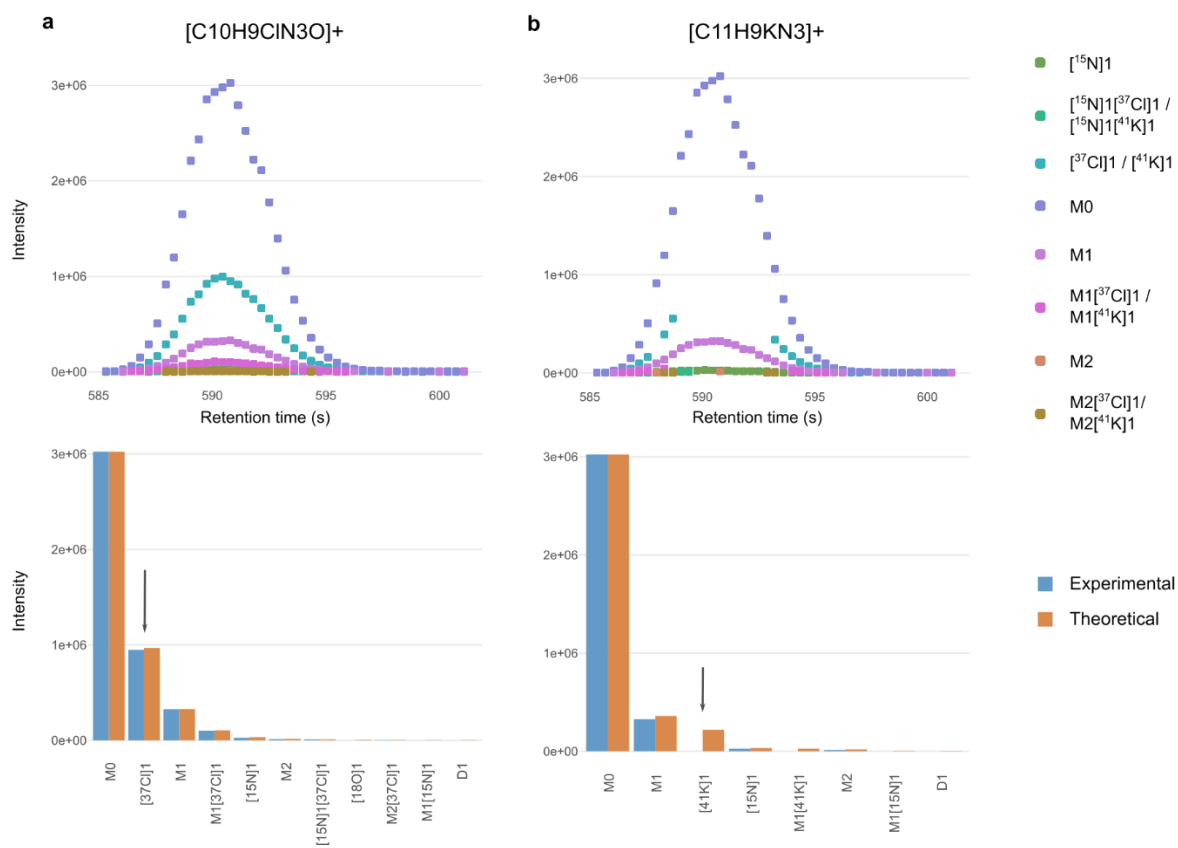 a
[C10H9ClN3O]+
b
[C11H9KN3]+
3e+06
2e+06
1e+06
0e+00
Intensity
585
590
595
600
Retention time (s)
3e+06
2e+06
1e+06
0e+00
585
590
595
600
Retention time (s)
[¹⁵N]1
[¹⁵N]1[³⁷Cl]1 /
[¹⁵N]1[⁴¹K]1
[³⁷Cl]1 / [⁴¹K]1
M0
M1
M1[³⁷Cl]1 /
M1[⁴¹K]1
M2
M2[³⁷Cl]1/
M2[⁴¹K]1
3e+06
2e+06
1e+06
0e+00
Intensity
M0
[37Cl]1
M1
M1[37Cl]1
[15N]1
M2
[15N]1[37Cl]1
[18O]1
M2[37Cl]1
M1[15N]1
D1
3e+06
2e+06
1e+06
0e+00
M0
M1
[41K]1
[15N]1
M1[41K]1
M2
M1[15N]1
D1
Experimental
Theoretical